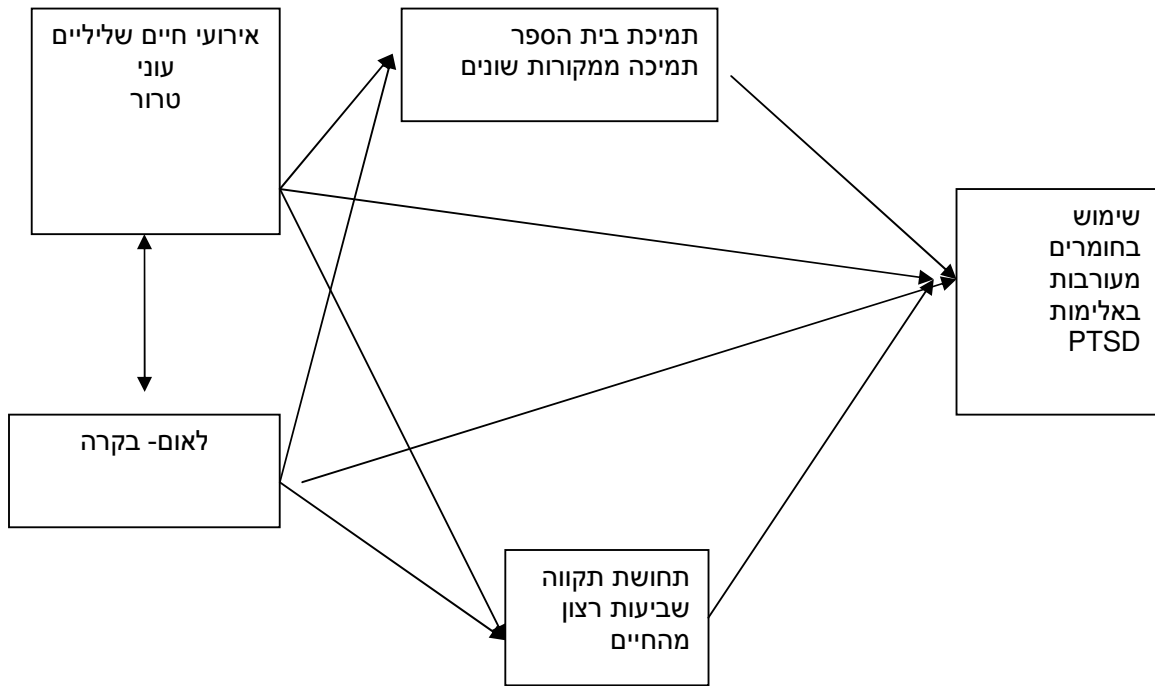 אירועי חיים שליליים
עוני
טרור
תמיכת בית הספר
תמיכה ממקורות שונים
שימוש
בחומרים
מעורבות
באלימות
PTSD
לאום- בקרה
תחושת תקווה
שביעות רצון
מהחיים